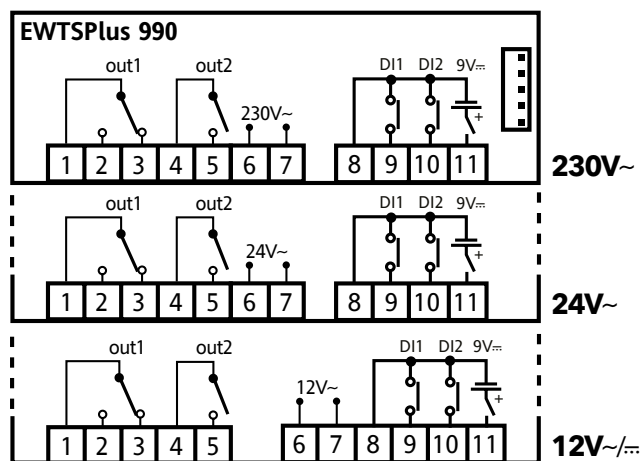 EWTSPlus 990
out1 out2 230V~ DI1 DI2 9V⎓ +
1 2 3 4 5 6 7 8 9 10 11 230V~
out1 out2 24V~ DI1 DI2 9V⎓ +
1 2 3 4 5 6 7 8 9 10 11 24V~
out1 out2 12V~ DI1 DI2 9V⎓ +
1 2 3 4 5 6 7 8 9 10 11 12V~/⎓